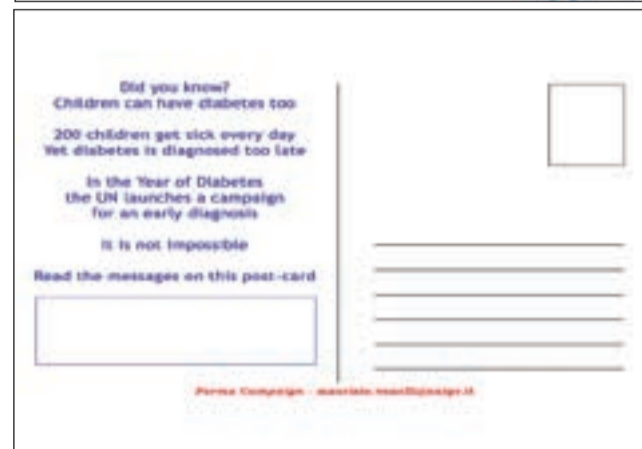 Did you know?
Children can have diabetes too
200 children get sick every day
Yet diabetes is diagnosed too late
In the Year of Diabetes
the UN launches a campaign
for an early diagnosis
It is not impossible
Read the messages on this post-card
Parma Campaign -